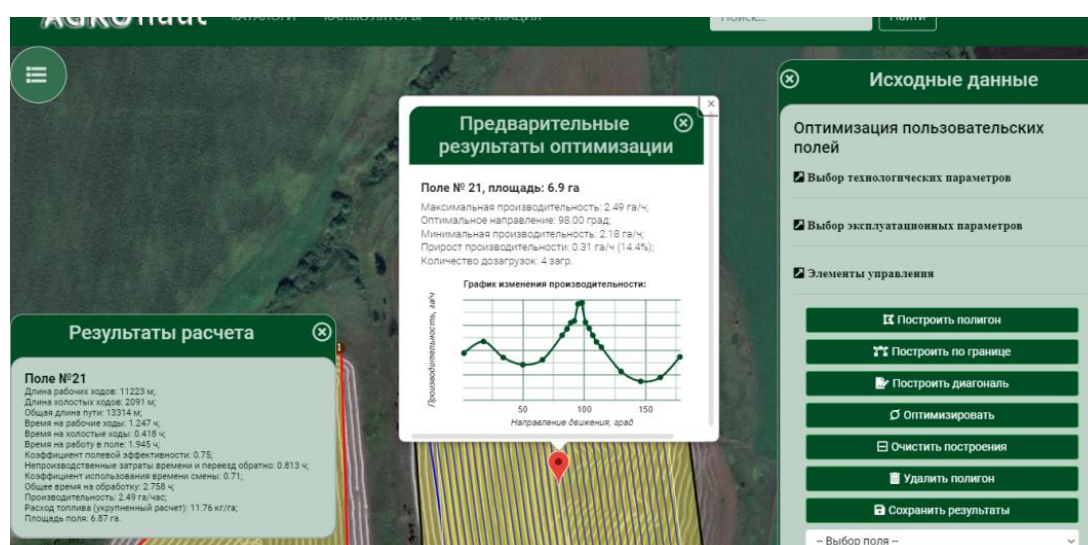 AGROnaut КАТАЛОГИ КАЛЬКУЛЯТОРЫ ИНФОРМАЦИЯ Поиск... Найти
Предварительные
результаты оптимизации
Поле № 21, площадь: 6.9 га
Максимальная производительность: 2.49 га/ч;
Оптимальное направление: 98.00 град;
Минимальная производительность: 2.18 га/ч;
Прирост производительности: 0.31 га/ч (14.4%);
Количество дозагрузок: 4 загр.
График изменения производительности:
Производительность, га/ч
50 100 150
Направление движения, град
Результаты расчета
1
Поле №21
Длина рабочих ходов: 11223 м;
Длина холостых ходов: 2091 м;
Общая длина пути: 13314 м;
Время на рабочие ходы: 1.247 ч;
Время на холостые ходы: 0.418 ч;
Время на работу в поле: 1.945 ч;
Коэффициент полевой эффективности: 0.75;
Непроизводственные затраты времени и переезд обратно: 0.813 ч;
Коэффициент использования времени смены: 0.71;
Общее время на обработку: 2.758 ч;
Производительность: 2.49 га/час;
Расход топлива (укрупненный расчет): 11.76 кг/га;
Площадь поля: 6.87 га.
Исходные данные
Оптимизация пользовательских
полей
Выбор технологических параметров
Выбор эксплуатационных параметров
Элементы управления
Построить полигон
Построить по границе
Построить диагональ
Оптимизировать
Очистить построения
Удалить полигон
Сохранить результаты
-- Выбор поля --